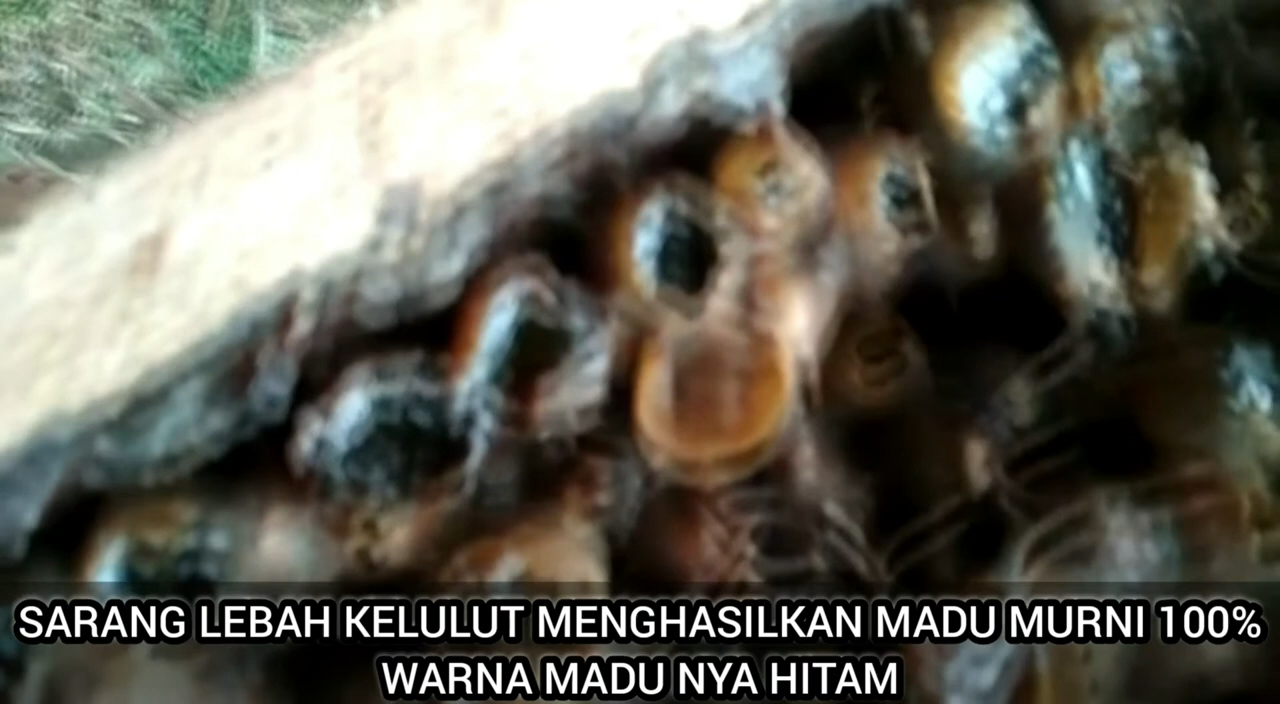 SARANG LEBAH KELULUT MENGHASILKAN MADU MURNI 100%
WARNA MADU NYA HITAM